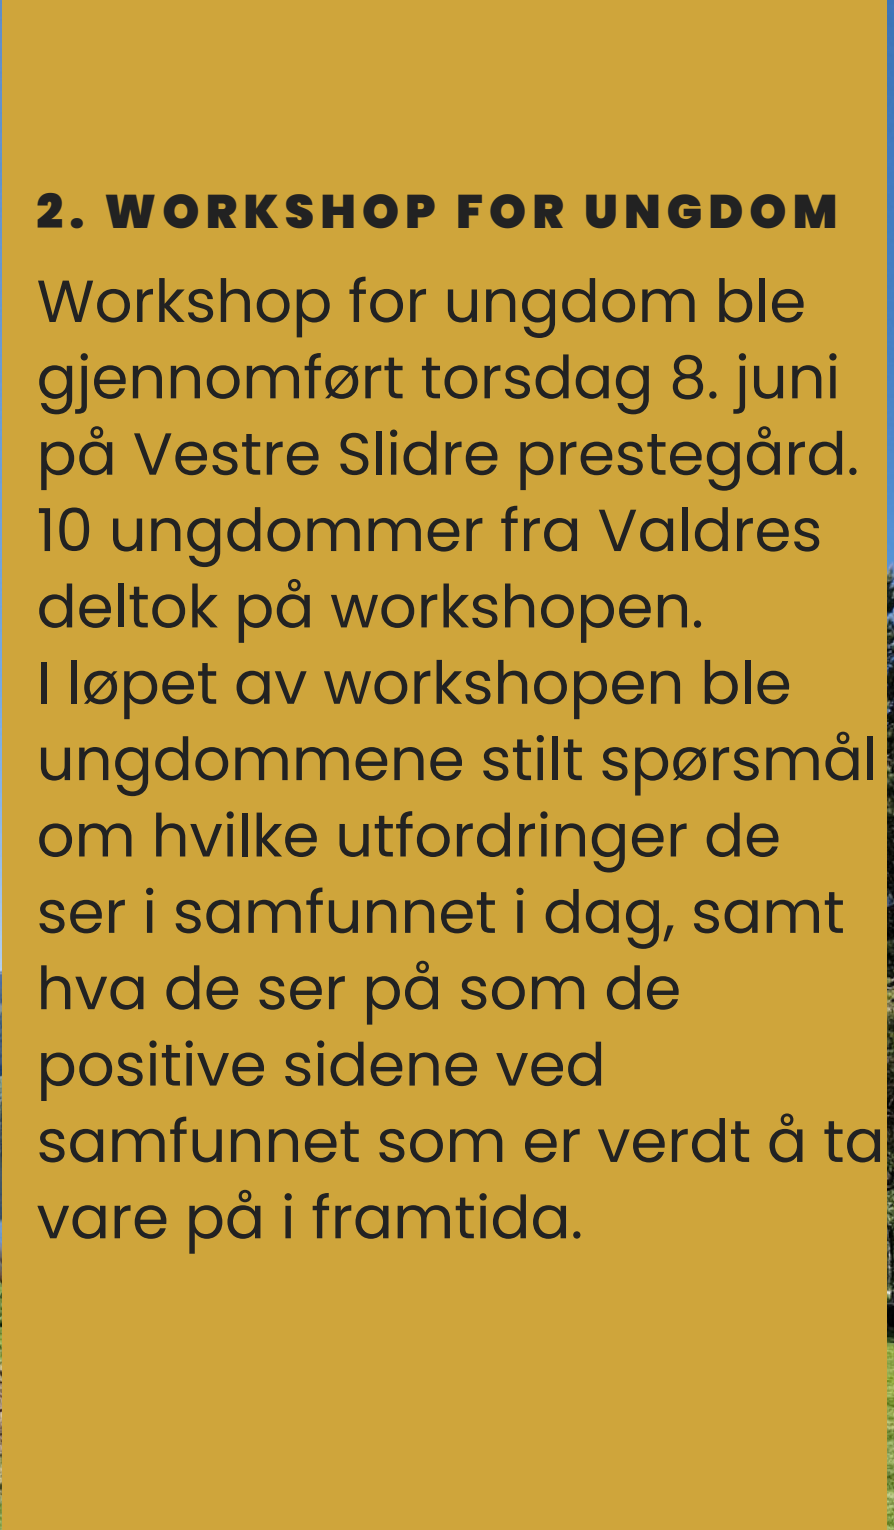 2. WORKSHOP FOR UNGDOM
Workshop for ungdom ble
gjennomført torsdag 8. juni
på Vestre Slidre prestegård.
10 ungdommer fra Valdres
deltok på workshopen.
I løpet av workshopen ble
ungdommene stilt spørsmål
om hvilke utfordringer de
ser i samfunnet i dag, samt
hva de ser på som de
positive sidene ved
samfunnet som er verdt å ta
vare på i framtida.